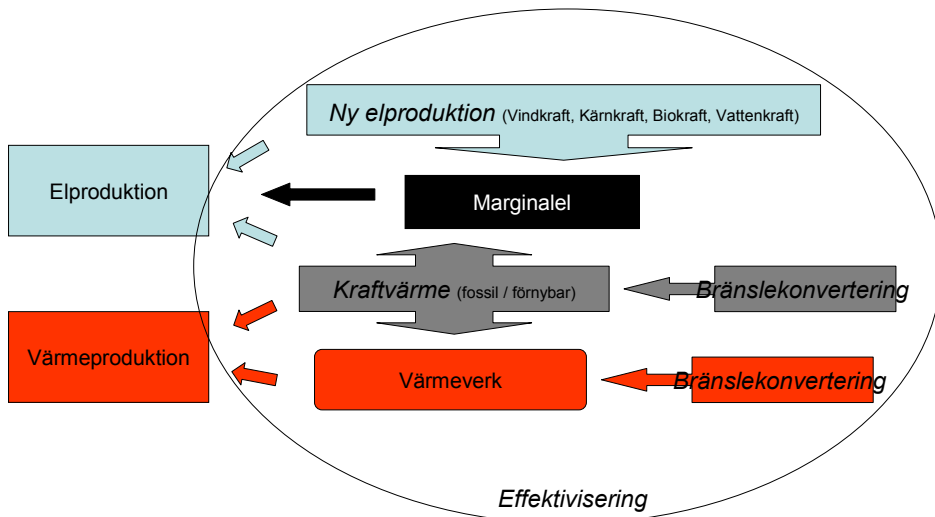 Ny elproduktion (Vindkraft, Kärnkraft, Biokraft, Vattenkraft)
Elproduktion
Marginalel
Kraftvärme (fossil / förnybar)
Bränslekonvertering
Värmeproduktion
Värmeverk
Bränslekonvertering
Effektivisering